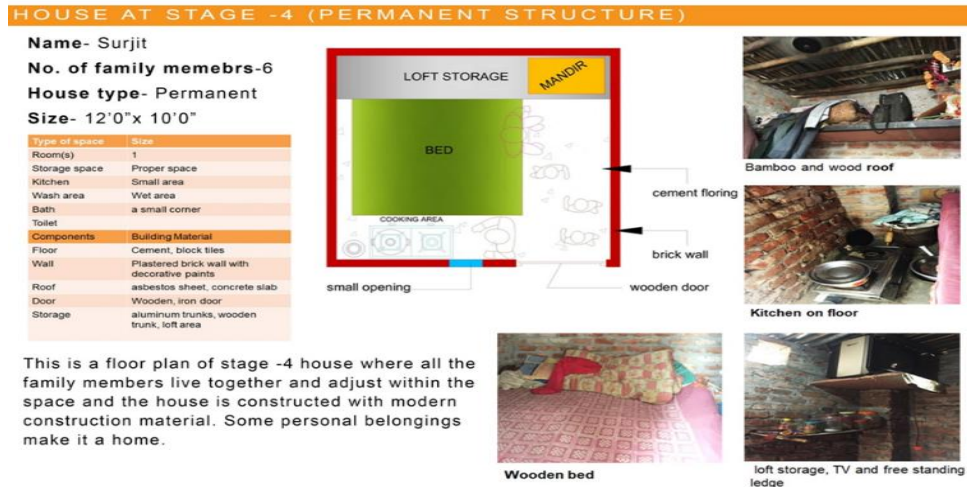 HOUSE AT STAGE -4 (PERMANENT STRUCTURE)
Name- Surjit
No. of family memebrs-6
House type- Permanent
Size- 12'0"x 10'0"
Type of space Size
Room(s) 1
Storage space Proper space
Kitchen Small area
Wash area Wet area
Bath a small corner
Toilet
Components Building Material
Floor Cement, block tiles
Wall Plastered brick wall with
decorative paints
Roof asbestos sheet, concrete slab
Door Wooden, iron door
Storage aluminum trunks, wooden
trunk, loft area
LOFT STORAGE
MANDIR
BED
COOKING AREA
cement floring
brick wall
small opening
wooden door
Bamboo and wood roof
Kitchen on floor
This is a floor plan of stage -4 house where all the
family members live together and adjust within the
space and the house is constructed with modern
construction material. Some personal belongings
make it a home.
Wooden bed
loft storage, TV and free standing
ledge